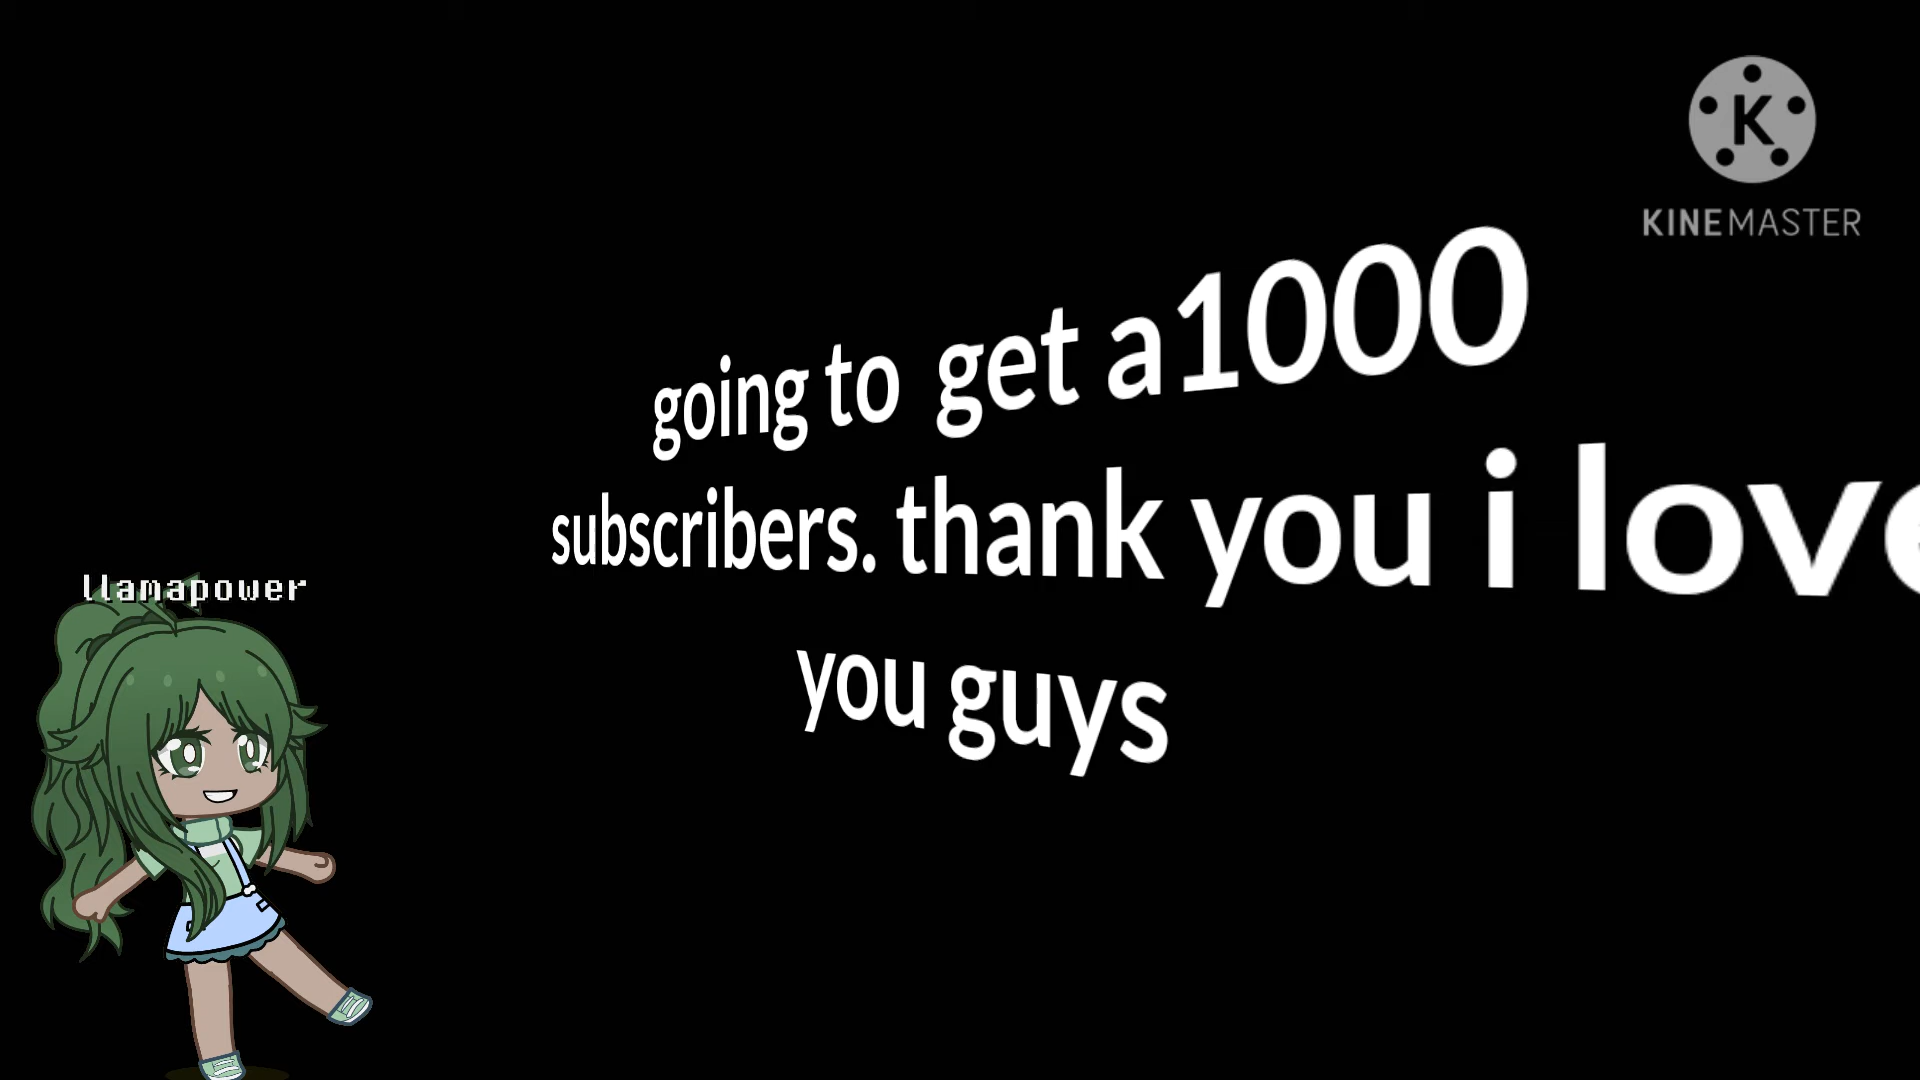 K
KINEMASTER
going to get a1000
subscribers. thank you i love
you guys
llamapower